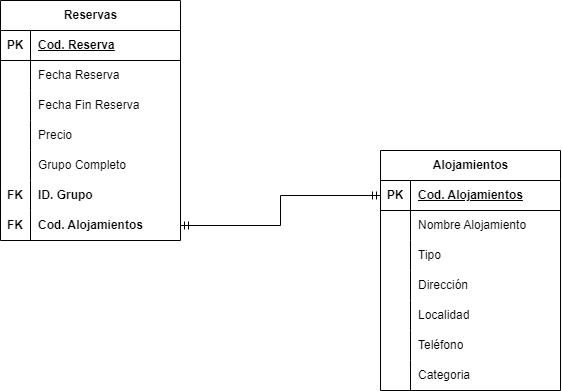 Reservas
PK Cod. Reserva
Fecha Reserva
Fecha Fin Reserva
Precio
Grupo Completo
FK ID. Grupo
FK Cod. Alojamientos
Alojamientos
PK Cod. Alojamientos
Nombre Alojamiento
Tipo
Dirección
Localidad
Teléfono
Categoria